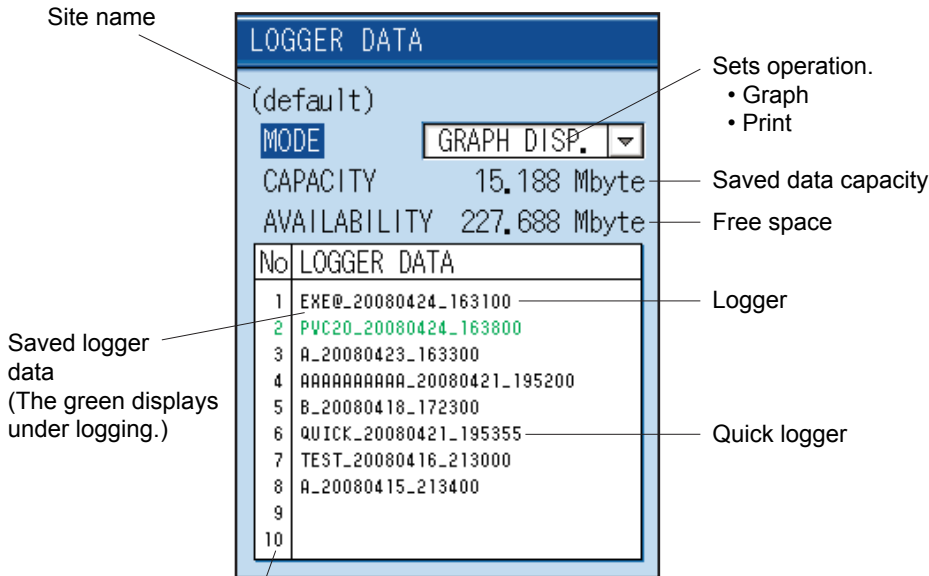 Site name
LOGGER DATA
(default)
MODE GRAPH DISP.
CAPACITY 15.188 Mbyte
AVAILABILITY 227.688 Mbyte
Sets operation.
• Graph
• Print
Saved data capacity
Free space
No LOGGER DATA
1 EXE@_20080424_163100
2 PVC20_20080424_163800
3 A_20080423_163300
4 AAAAAAAAAA_20080421_195200
5 B_20080418_172300
6 QUICK_20080421_195355
7 TEST_20080416_213000
8 A_20080415_213400
9
10
Logger
Quick logger
Saved logger
data
(The green displays
under logging.)